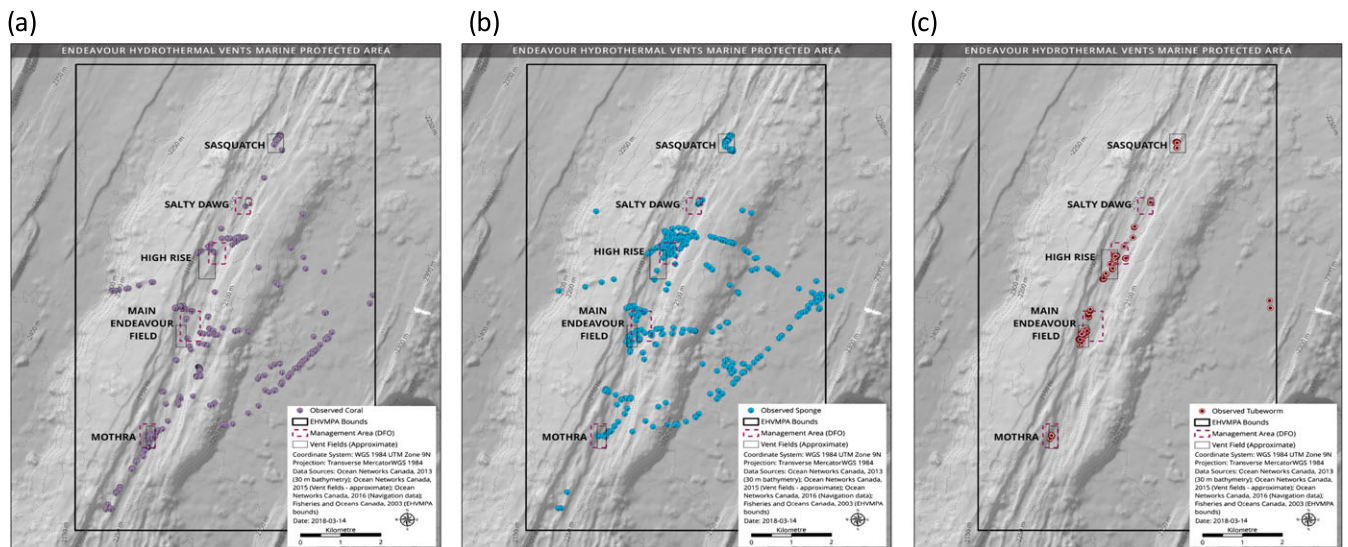 (a)
ENDEAVOUR HYDROTHERMAL VENTS MARINE PROTECTED AREA
SASQUATCH
SALTY DAWG
HIGH RISE
MAIN
ENDEAVOUR
FIELD
MOTHRA
Observed Coral
EHVMPA Bounds
Management Area (DFO)
Vent Fields (Approximate)
Coordinate System: WGS 1984 UTM Zone 9N
Projection: Transverse MercatorWGS 1984
Data Sources: Ocean Networks Canada, 2013
(30 m bathymetry); Ocean Networks Canada,
2015 (Vent fields - approximate); Ocean
Networks Canada, 2016 (Navigation data);
Fisheries and Oceans Canada, 2003 (EHVMPA
bounds)
Date: 2018-03-14
Kilometre
0 1 2
(b)
ENDEAVOUR HYDROTHERMAL VENTS MARINE PROTECTED AREA
SASQUATCH
SALTY DAWG
HIGH RISE
MAIN
ENDEAVOUR
FIELD
MOTHRA
Observed Sponge
EHVMPA Bounds
Management Area (DFO)
Vent Fields (Approximate)
Coordinate System: WGS 1984 UTM Zone 9N
Projection: Transverse MercatorWGS 1984
Data Sources: Ocean Networks Canada, 2013
(30 m bathymetry); Ocean Networks Canada,
2015 (Vent fields - approximate); Ocean
Networks Canada, 2016 (Navigation data);
Fisheries and Oceans Canada, 2003 (EHVMPA
bounds)
Date: 2018-03-14
Kilometre
0 1 2
(c)
ENDEAVOUR HYDROTHERMAL VENTS MARINE PROTECTED AREA
SASQUATCH
SALTY DAWG
HIGH RISE
MAIN
ENDEAVOUR
FIELD
MOTHRA
Observed Tubeworm
EHVMPA Bounds
Management Area (DFO)
Vent Fields (Approximate)
Coordinate System: WGS 1984 UTM Zone 9N
Projection: Transverse MercatorWGS 1984
Data Sources: Ocean Networks Canada, 2013
(30 m bathymetry); Ocean Networks Canada,
2015 (Vent fields - approximate); Ocean
Networks Canada, 2016 (Navigation data);
Fisheries and Oceans Canada, 2003 (EHVMPA
bounds)
Date: 2018-03-14
Kilometre
0 1 2